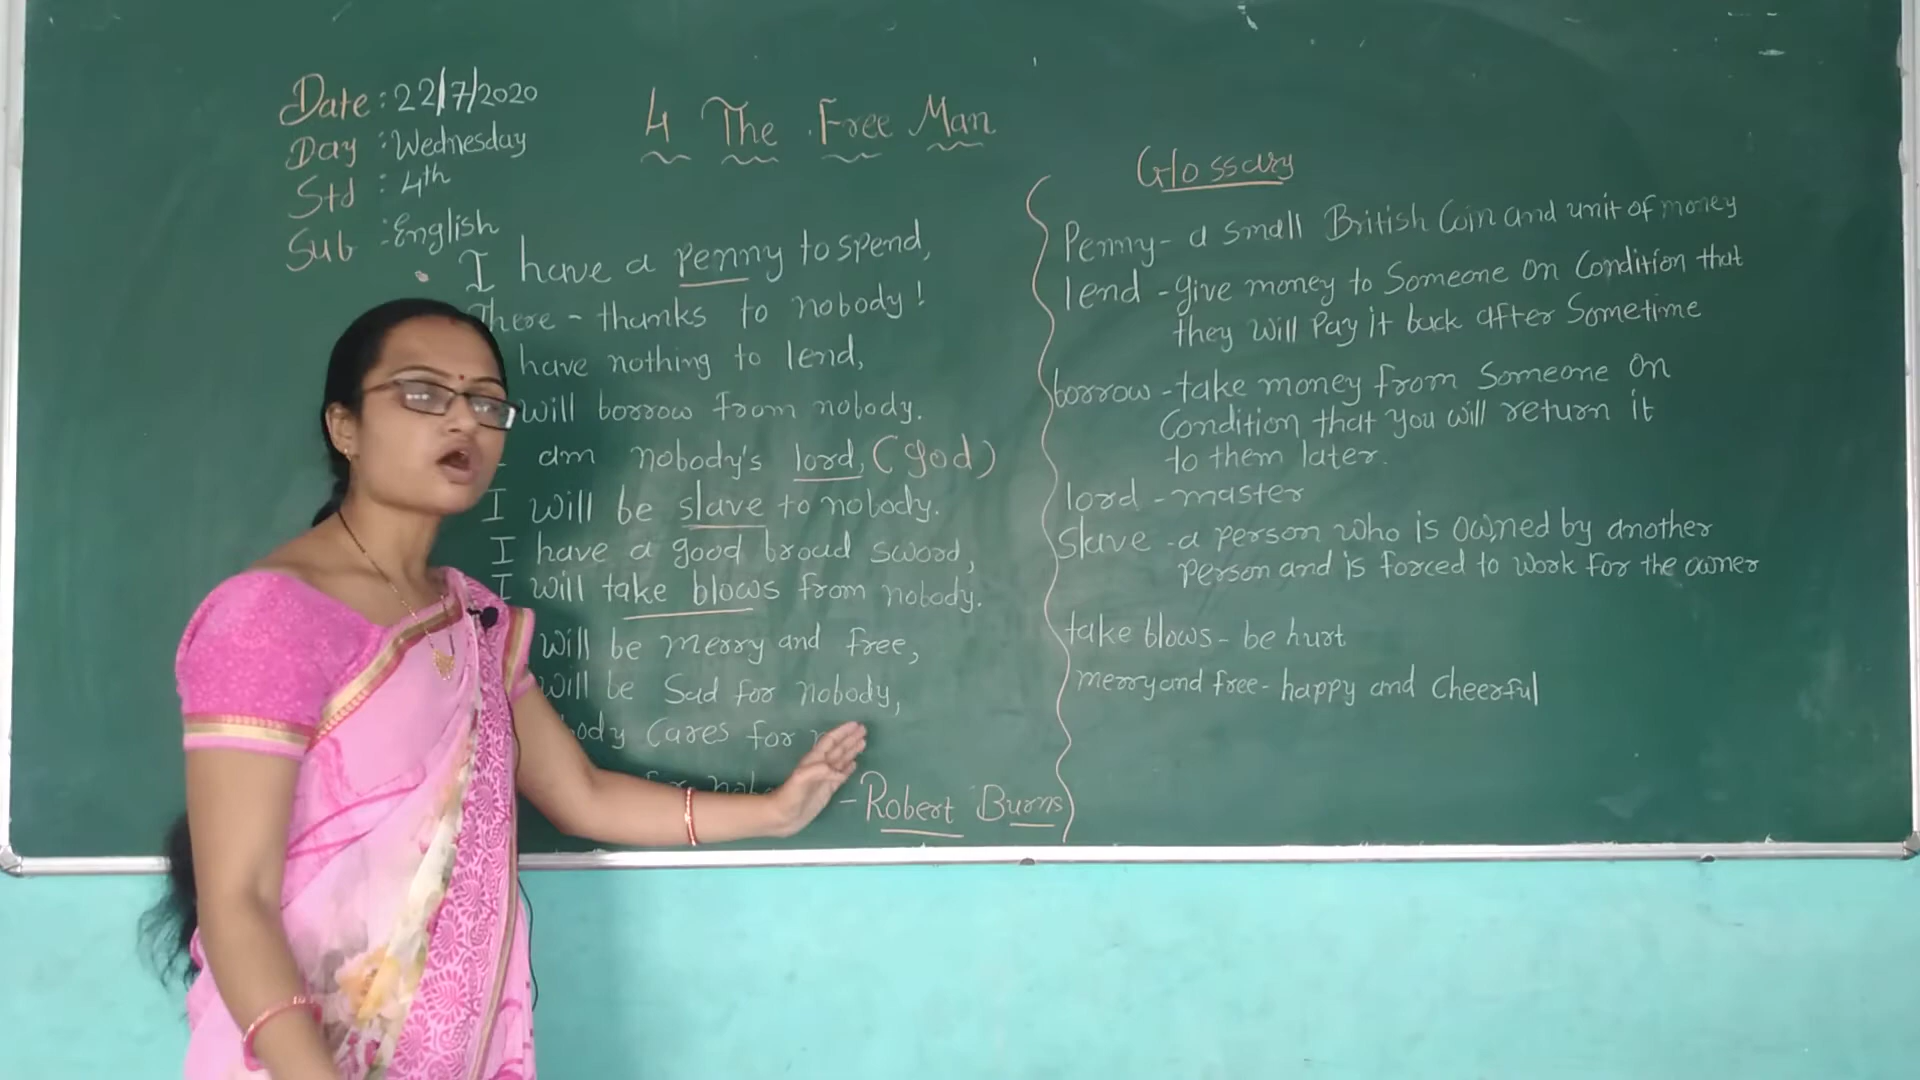 Date : 22/7/2020
Day : Wednesday
Std : 4th
Sub : English
4 The Free Man
I have a penny to spend,
There - thanks to nobody!
have nothing to lend,
will borrow from nobody.
I am nobody's lord, (god)
I will be slave to nobody.
I have a good broad sword,
I will take blows from nobody.
will be merry and free,
will be Sad for nobody,
Cares for
for
- Robert Burns
Glossary
Penny - a small British Coin and unit of money
lend - give money to Someone on Condition that
they will Pay it back after Sometime
borrow - take money from Someone on
Condition that you will return it
to them later.
lord - master
Slave - a person who is owned by another
person and is forced to work for the owner
take blows - be hurt
merry and free - happy and Cheerful